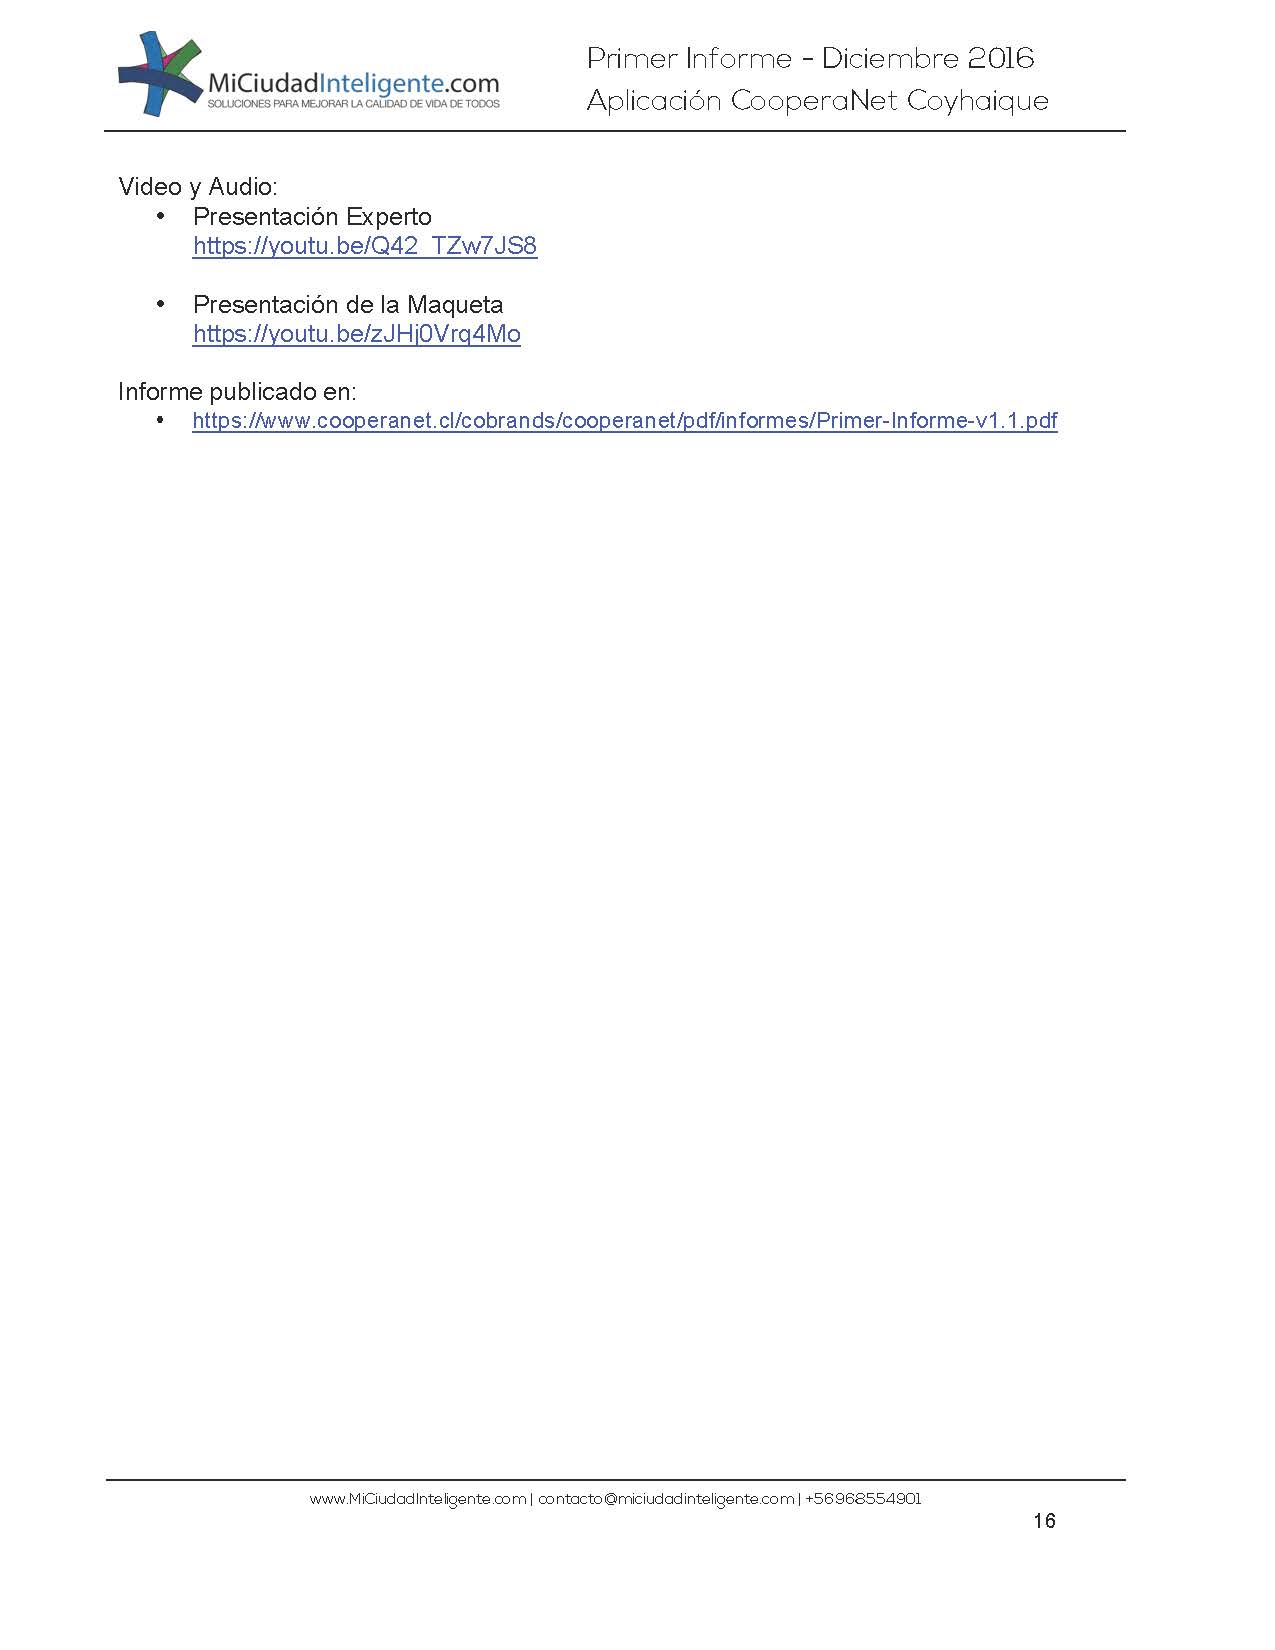 MiCiudadInteligente.com
SOLUCIONES PARA MEJORAR LA CALIDAD DE VIDA DE TODOS
Primer Informe - Diciembre 2016
Aplicación CooperaNet Coyhaique
Video y Audio:
• Presentación Experto
https://youtu.be/Q42_TZw7JS8
• Presentación de la Maqueta
https://youtu.be/zJHj0Vrq4Mo
Informe publicado en:
• https://www.cooperanet.cl/cobrands/cooperanet/pdf/informes/Primer-Informe-v1.1.pdf
www.MiCiudadInteligente.com | contacto@miciudadinteligente.com | +56968554901
16